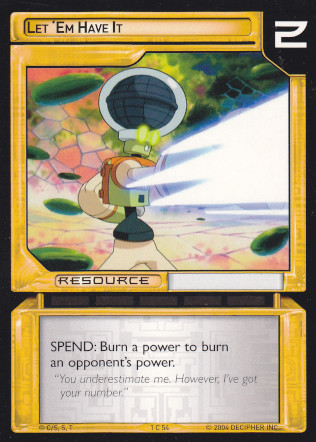 LET 'EM HAVE IT
2
RESOURCE
SPEND: Burn a power to burn
an opponent's power.
"You underestimate me. However, I've got
your number."
© C/S, S, T 1 C 54 © 2004 DECIPHER INC.